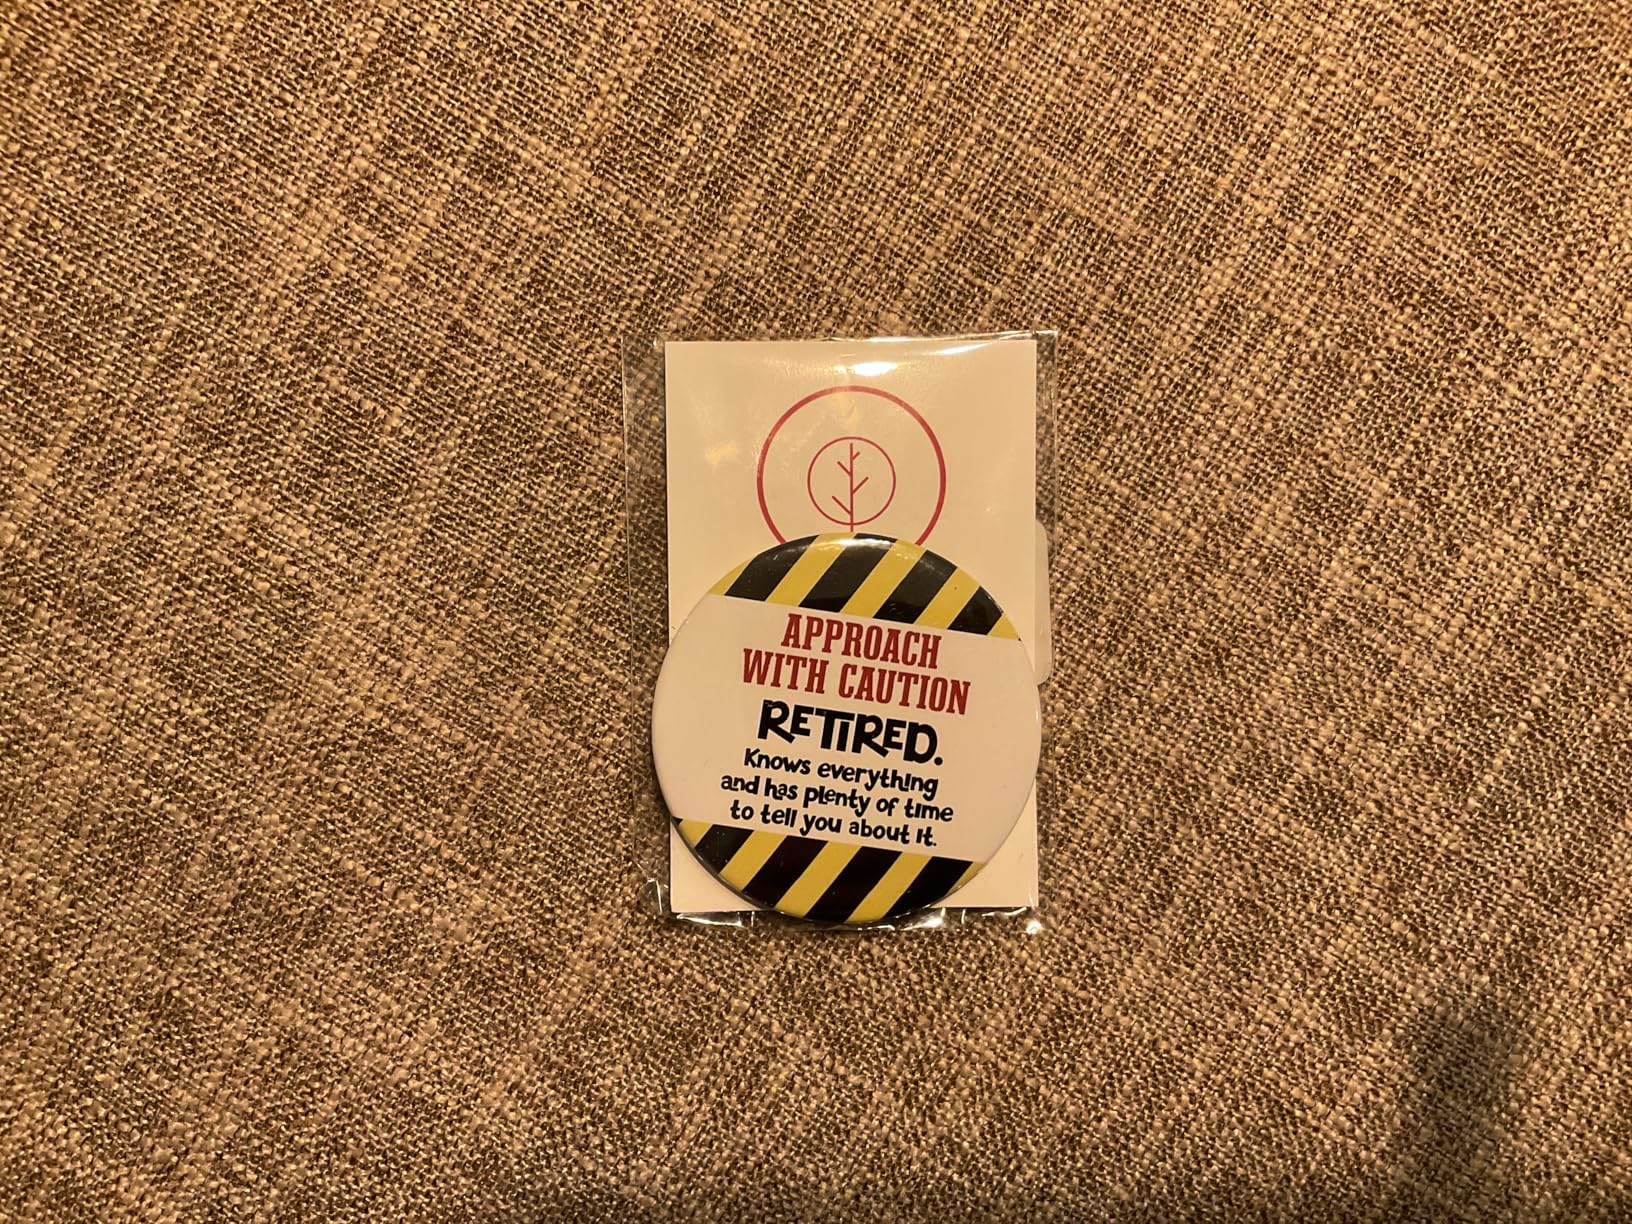 APPROACH
WITH CAUTION
RETIRED.
Knows everything
and has plenty of time
to tell you about it.